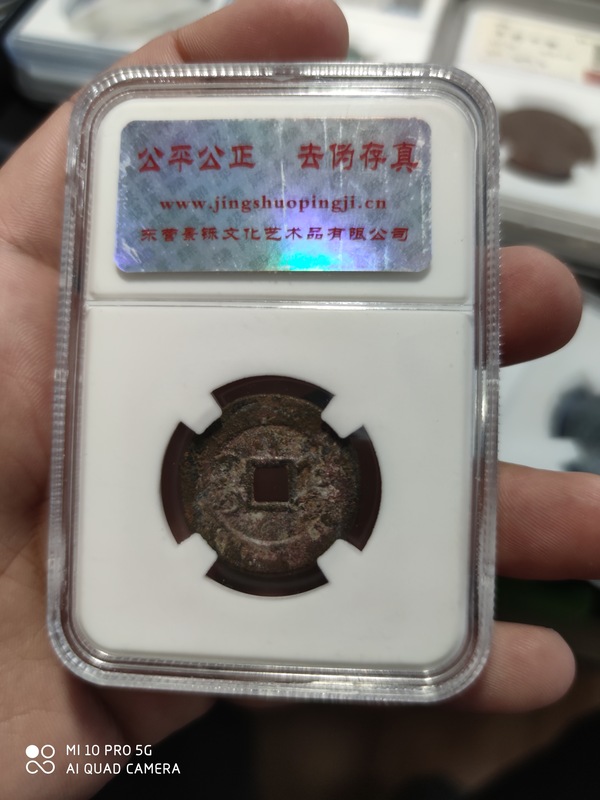 公平公正 去伪存真
www.jingshuopingji.cn
东营景铄文化艺术品有限公司
MI 10 PRO 5G
AI QUAD CAMERA